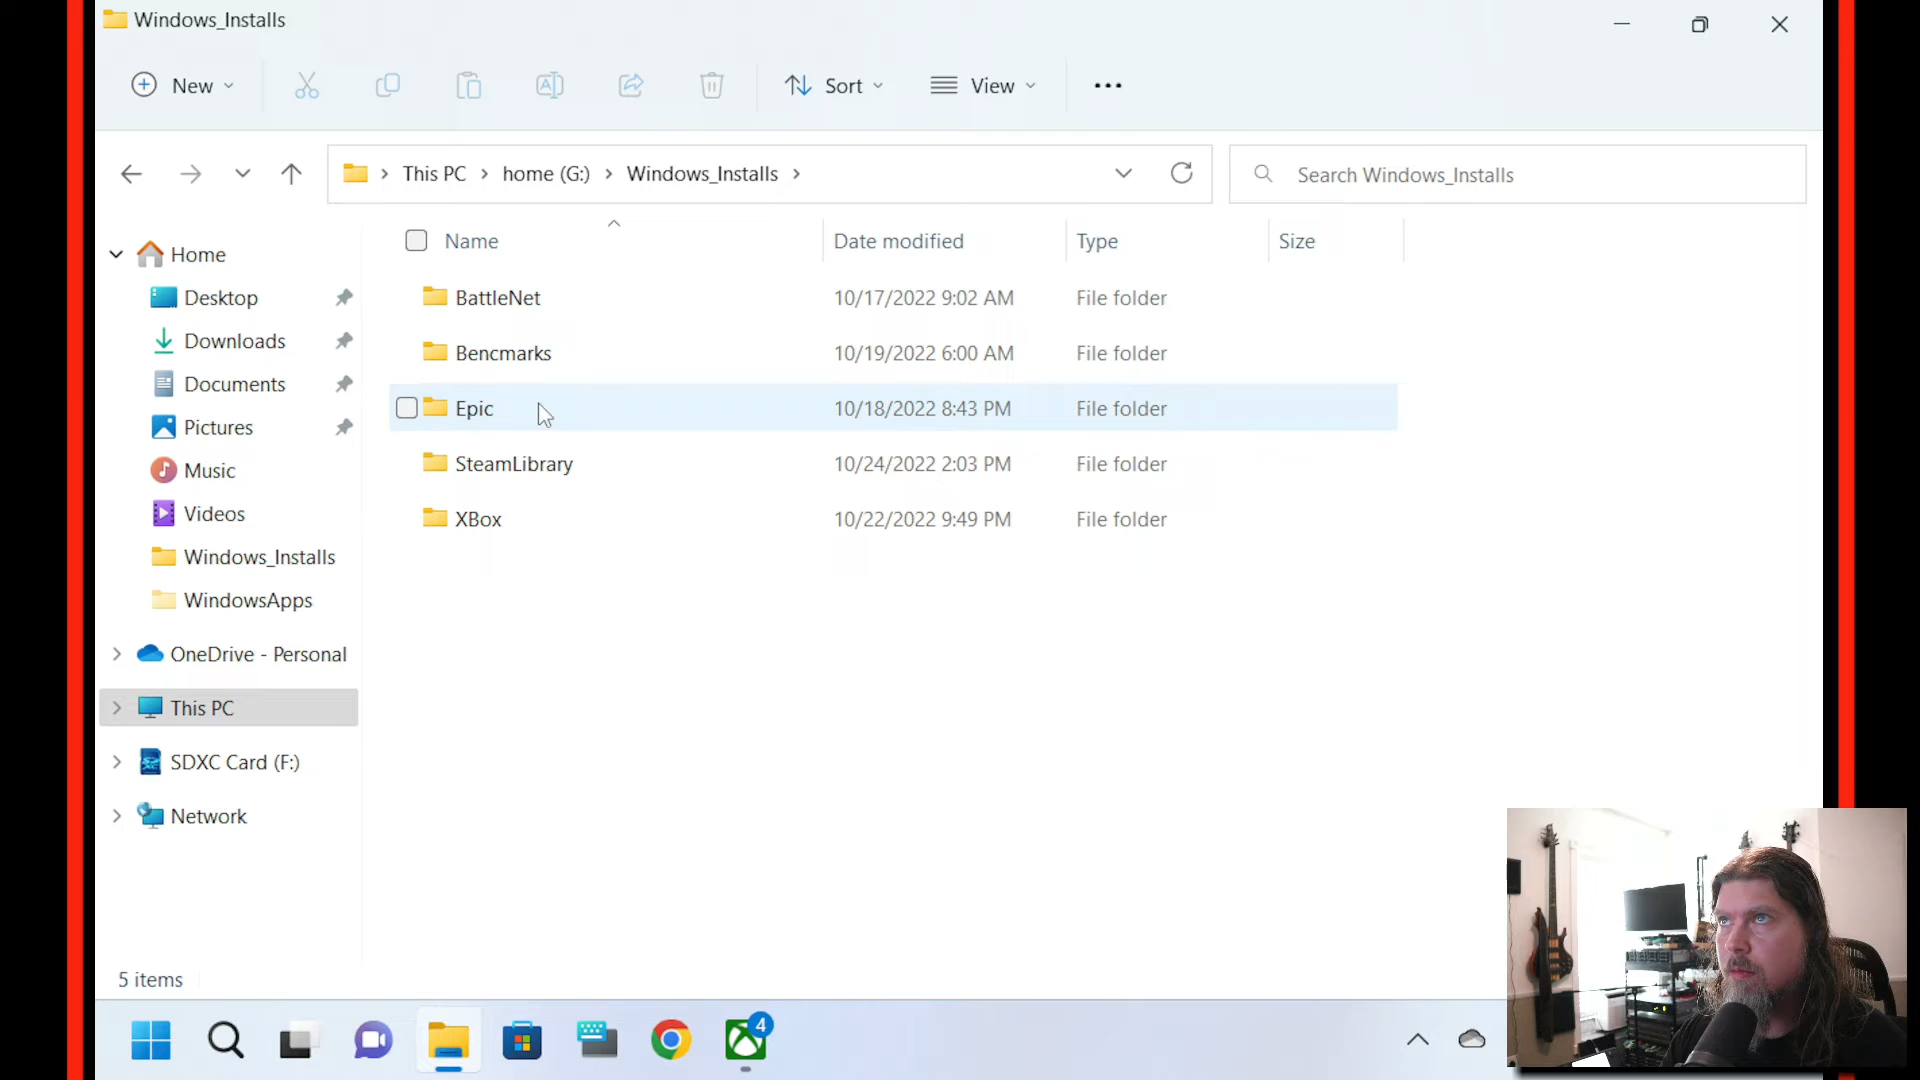 Windows_Installs
New
Sort
View
This PC
home (G:)
Windows_Installs
Search Windows_Installs
Name
Date modified
Type
Size
Home
Desktop
Downloads
Documents
Pictures
Music
Videos
Windows_Installs
WindowsApps
OneDrive - Personal
This PC
SDXC Card (F:)
Network
BattleNet 10/17/2022 9:02 AM File folder
Bencmarks 10/19/2022 6:00 AM File folder
Epic 10/18/2022 8:43 PM File folder
SteamLibrary 10/24/2022 2:03 PM File folder
XBox 10/22/2022 9:49 PM File folder
5 items
4